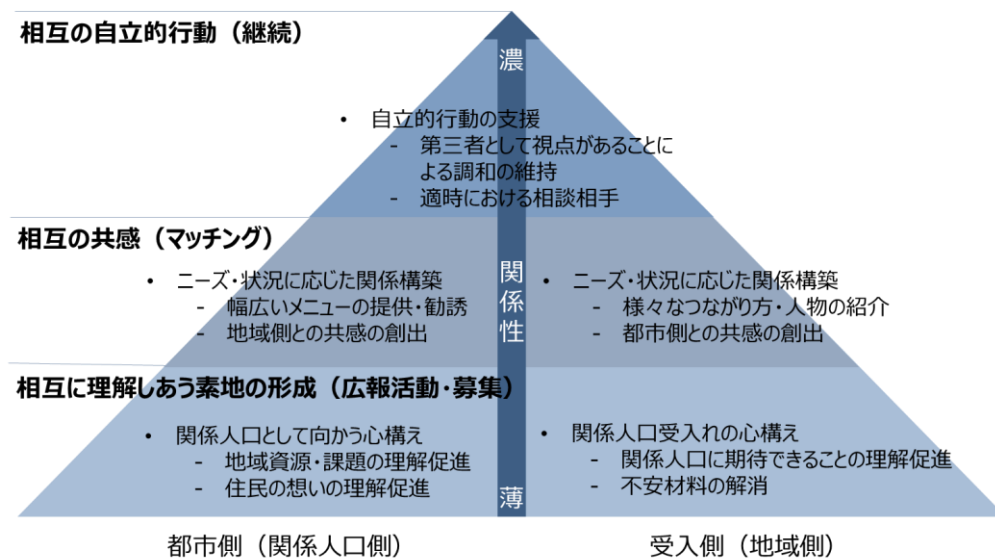 相互の自立的行動（継続）
濃
• 自立的行動の支援
- 第三者として視点があることに
よる調和の維持
- 適時における相談相手
相互の共感（マッチング）
関係性
• ニーズ・状況に応じた関係構築
- 幅広いメニューの提供・勧誘
- 地域側との共感の創出
• ニーズ・状況に応じた関係構築
- 様々なつながり方・人物の紹介
- 都市側との共感の創出
相互に理解しあう素地の形成（広報活動・募集）
• 関係人口として向かう心構え
- 地域資源・課題の理解促進
- 住民の想いの理解促進
• 関係人口受入れの心構え
- 関係人口に期待できることの理解促進
- 不安材料の解消
薄
都市側（関係人口側）
受入側（地域側）